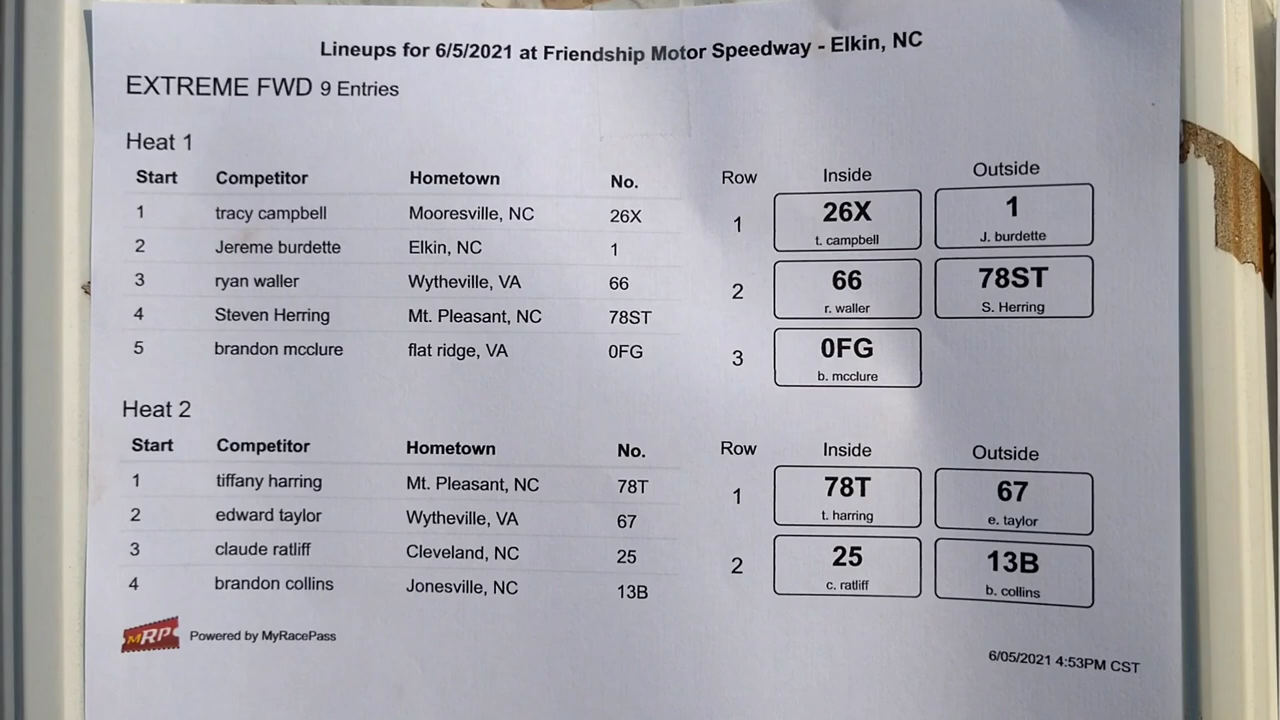 Lineups for 6/5/2021 at Friendship Motor Speedway - Elkin, NC
EXTREME FWD 9 Entries
Heat 1
Start Competitor Hometown No. Row Inside Outside
1 tracy campbell Mooresville, NC 26X 1 26X 1
t. campbell J. burdette
2 Jereme burdette Elkin, NC 1
3 ryan waller Wytheville, VA 66 2 66 78ST
r. waller S. Herring
4 Steven Herring Mt. Pleasant, NC 78ST
5 brandon mcclure flat ridge, VA 0FG 3 0FG
b. mcclure
Heat 2
Start Competitor Hometown No. Row Inside Outside
1 tiffany harring Mt. Pleasant, NC 78T 1 78T 67
t. harring e. taylor
2 edward taylor Wytheville, VA 67
3 claude ratliff Cleveland, NC 25 2 25 13B
c. ratliff b. collins
4 brandon collins Jonesville, NC 13B
MRP Powered by MyRacePass
6/05/2021 4:53PM CST